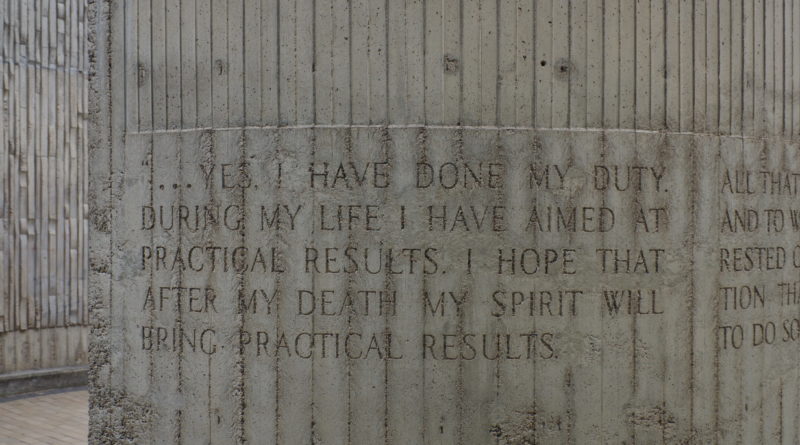 "...YES, I HAVE DONE MY DUTY.
DURING MY LIFE I HAVE AIMED AT
PRACTICAL RESULTS. I HOPE THAT
AFTER MY DEATH MY SPIRIT WILL
BRING PRACTICAL RESULTS.
ALL THAT
AND TO
RESTED
TION
TO DO